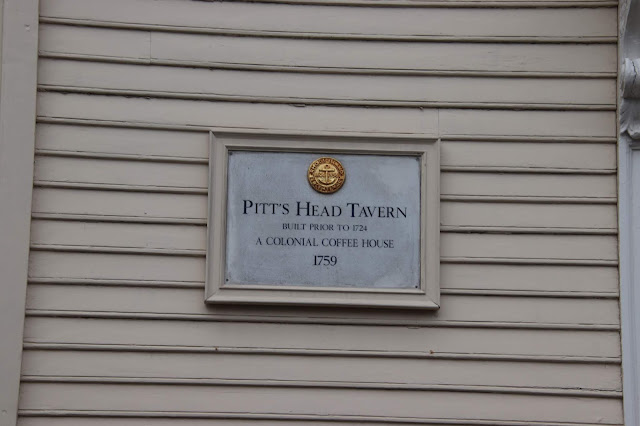 PITT'S HEAD TAVERN
BUILT PRIOR TO 1724
A COLONIAL COFFEE HOUSE
1759